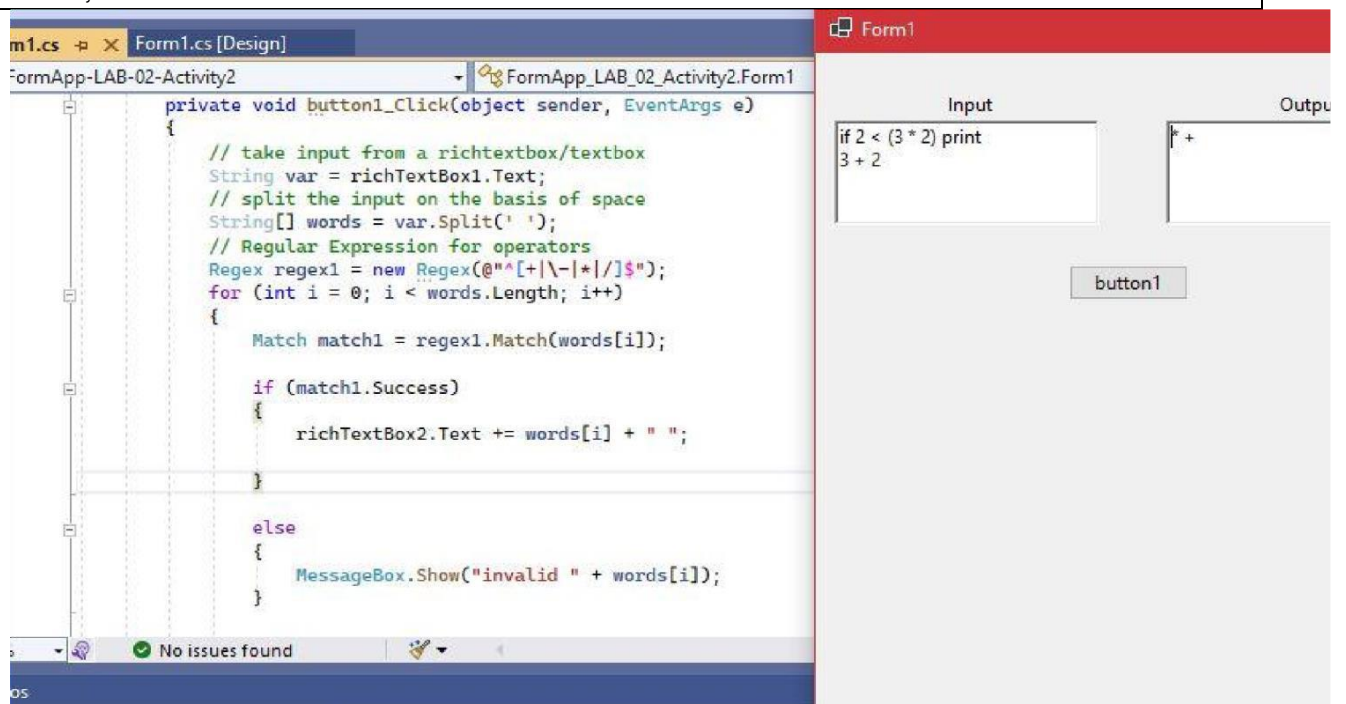 m1.cs Form1.cs [Design]
FormApp-LAB-02-Activity2 FormApp_LAB_02_Activity2.Form1
private void button1_Click(object sender, EventArgs e)
{
// take input from a richtextbox/textbox
String var = richTextBox1.Text;
// split the input on the basis of space
String[] words = var.Split(' ');
// Regular Expression for operators
Regex regex1 = new Regex(@"^[+|\-|*|/]$");
for (int i = 0; i < words.Length; i++)
{
Match match1 = regex1.Match(words[i]);
if (match1.Success)
{
richTextBox2.Text += words[i] + " ";
}
else
{
MessageBox.Show("invalid " + words[i]);
}
No issues found
os
Form1
Input Outpu
if 2 < (3 * 2) print
3 + 2
* +
button1